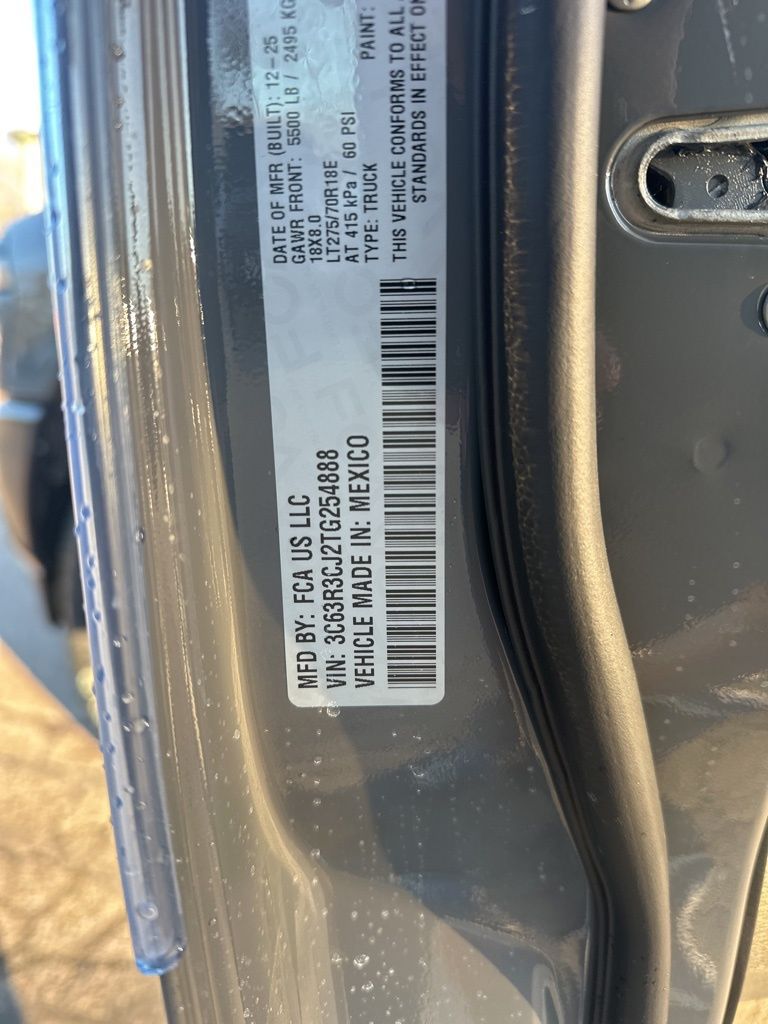 MFD BY: FCA US LLC
VIN: 3C63R3CJ2TG254888
VEHICLE MADE IN: MEXICO
DATE OF MFR (BUILT): 12-25
GAWR FRONT: 5500 LB / 2495 KG
18X8.0
LT275/70R18E
AT 415 kPa / 60 PSI
TYPE: TRUCK PAINT:
THIS VEHICLE CONFORMS TO ALL
STANDARDS IN EFFECT ON